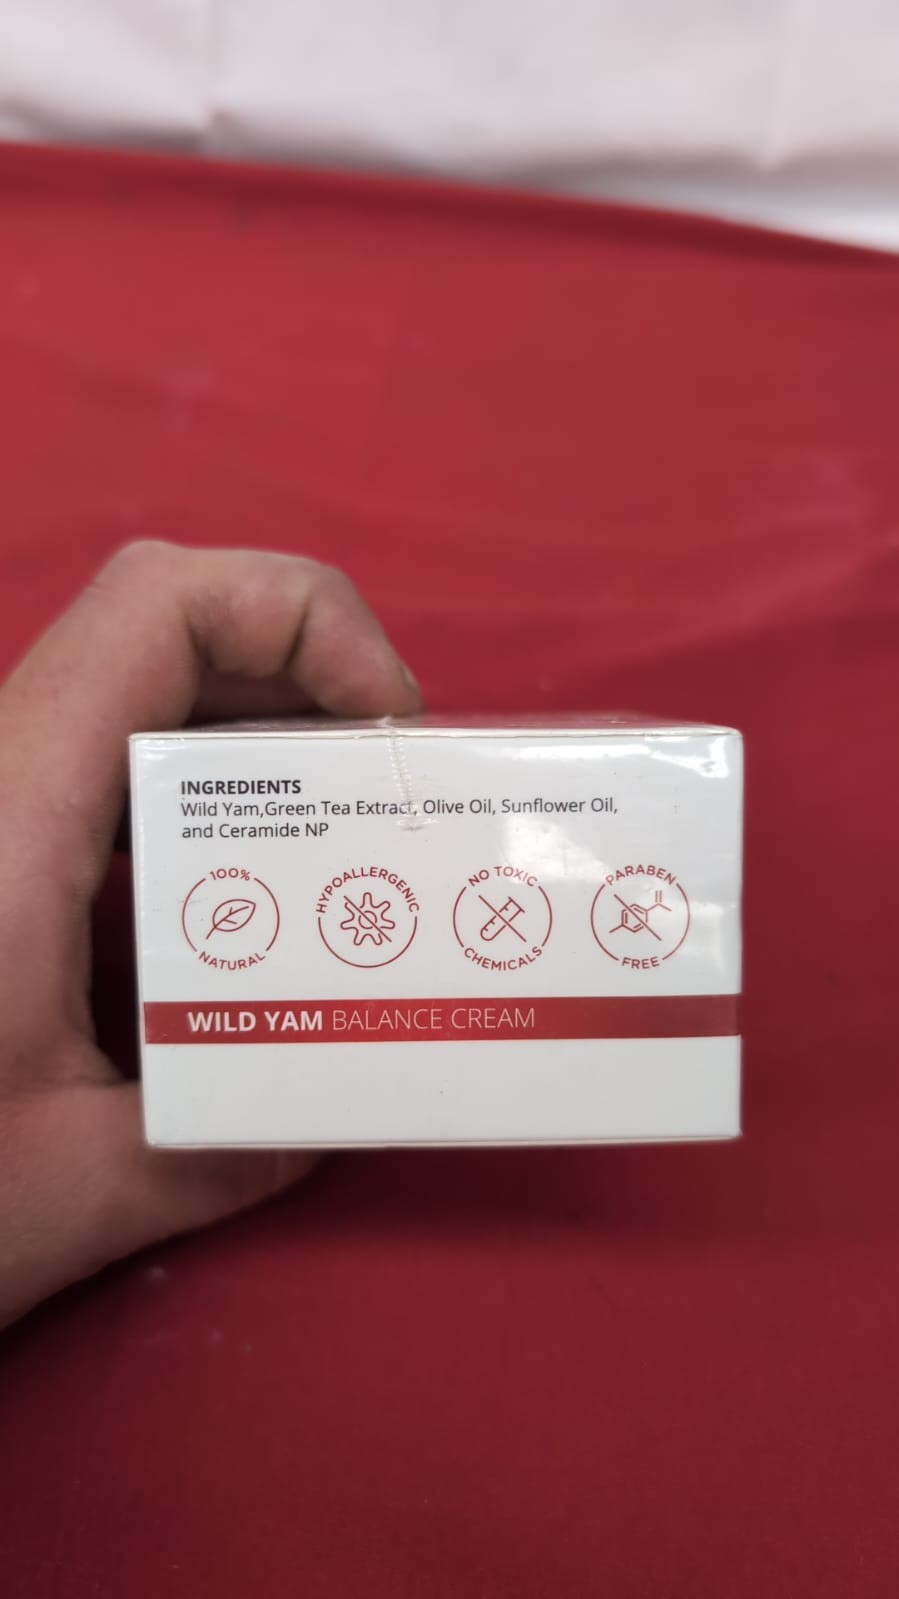 INGREDIENTS
Wild Yam,Green Tea Extract, Olive Oil, Sunflower Oil,
and Ceramide NP
100%
NATURAL
HYPOALLERGENIC
NO TOXIC
CHEMICALS
PARABEN
FREE
WILD YAM BALANCE CREAM